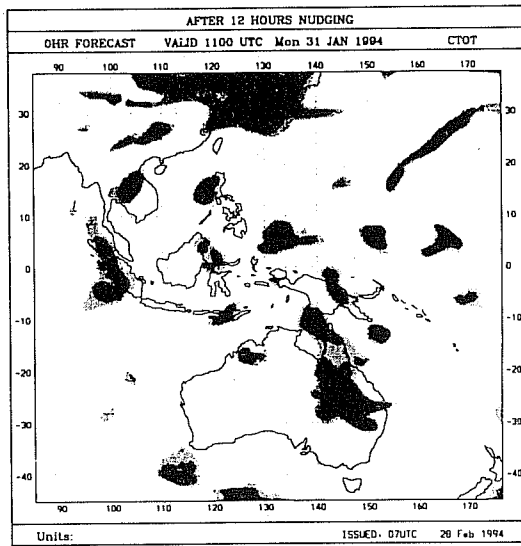 AFTER 12 HOURS NUDGING
0HR FORECAST VALID 1100 UTC Mon 31 JAN 1994 CTOT
90 100 110 120 130 140 150 160 170
30 30
20 20
10 10
0 0
-10 -10
-20 -20
-30 -30
-40 -40
90 100 110 120 130 140 150 160 170
Units: ISSUED. 07UTC 28 Feb 1994